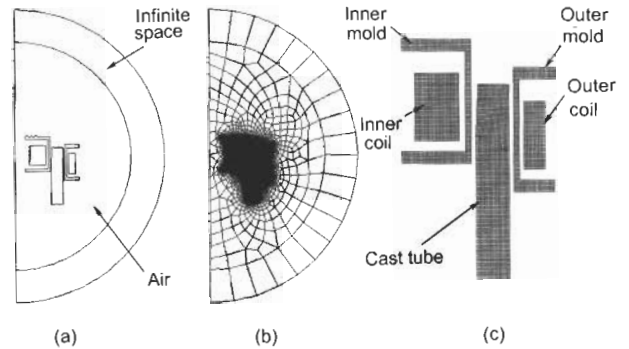 Infinite
space
Air
(a)
(b)
Inner
mold
Outer
mold
Inner
coil
Outer
coil
Cast tube
(c)